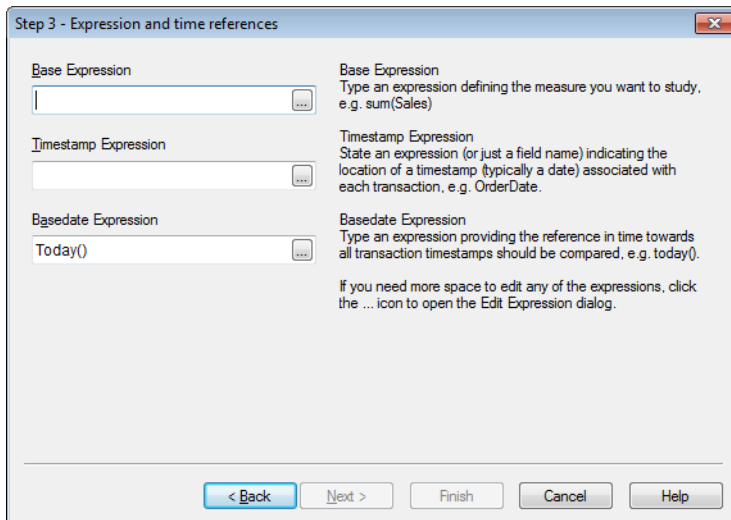 Step 3 - Expression and time references
Base Expression
...
Timestamp Expression
...
Basedate Expression
Today()
...
Base Expression
Type an expression defining the measure you want to study,
e.g. sum(Sales)
Timestamp Expression
State an expression (or just a field name) indicating the
location of a timestamp (typically a date) associated with
each transaction, e.g. OrderDate.
Basedate Expression
Type an expression providing the reference in time towards
all transaction timestamps should be compared, e.g. today().
If you need more space to edit any of the expressions, click
the ... icon to open the Edit Expression dialog.
< Back
Next >
Finish
Cancel
Help